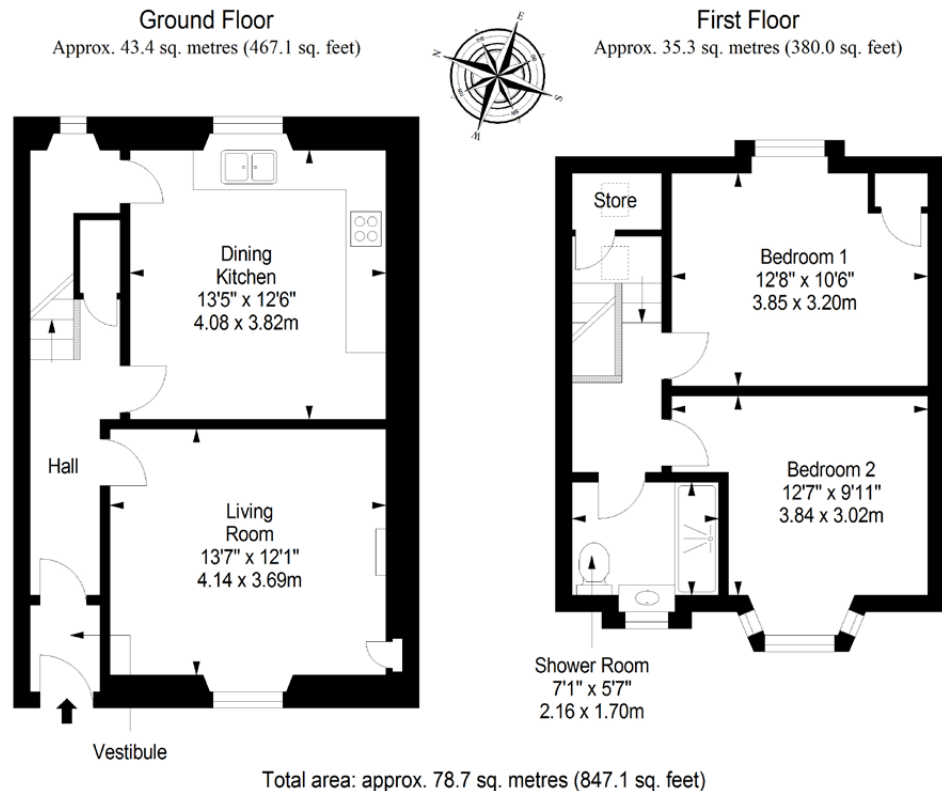 Ground Floor
Approx. 43.4 sq. metres (467.1 sq. feet)
First Floor
Approx. 35.3 sq. metres (380.0 sq. feet)
E
N
S
W
Dining
Kitchen
13'5" x 12'6"
4.08 x 3.82m
Hall
Living
Room
13'7" x 12'1"
4.14 x 3.69m
Vestibule
Store
Bedroom 1
12'8" x 10'6"
3.85 x 3.20m
Bedroom 2
12'7" x 9'11"
3.84 x 3.02m
Shower Room
7'1" x 5'7"
2.16 x 1.70m
Total area: approx. 78.7 sq. metres (847.1 sq. feet)